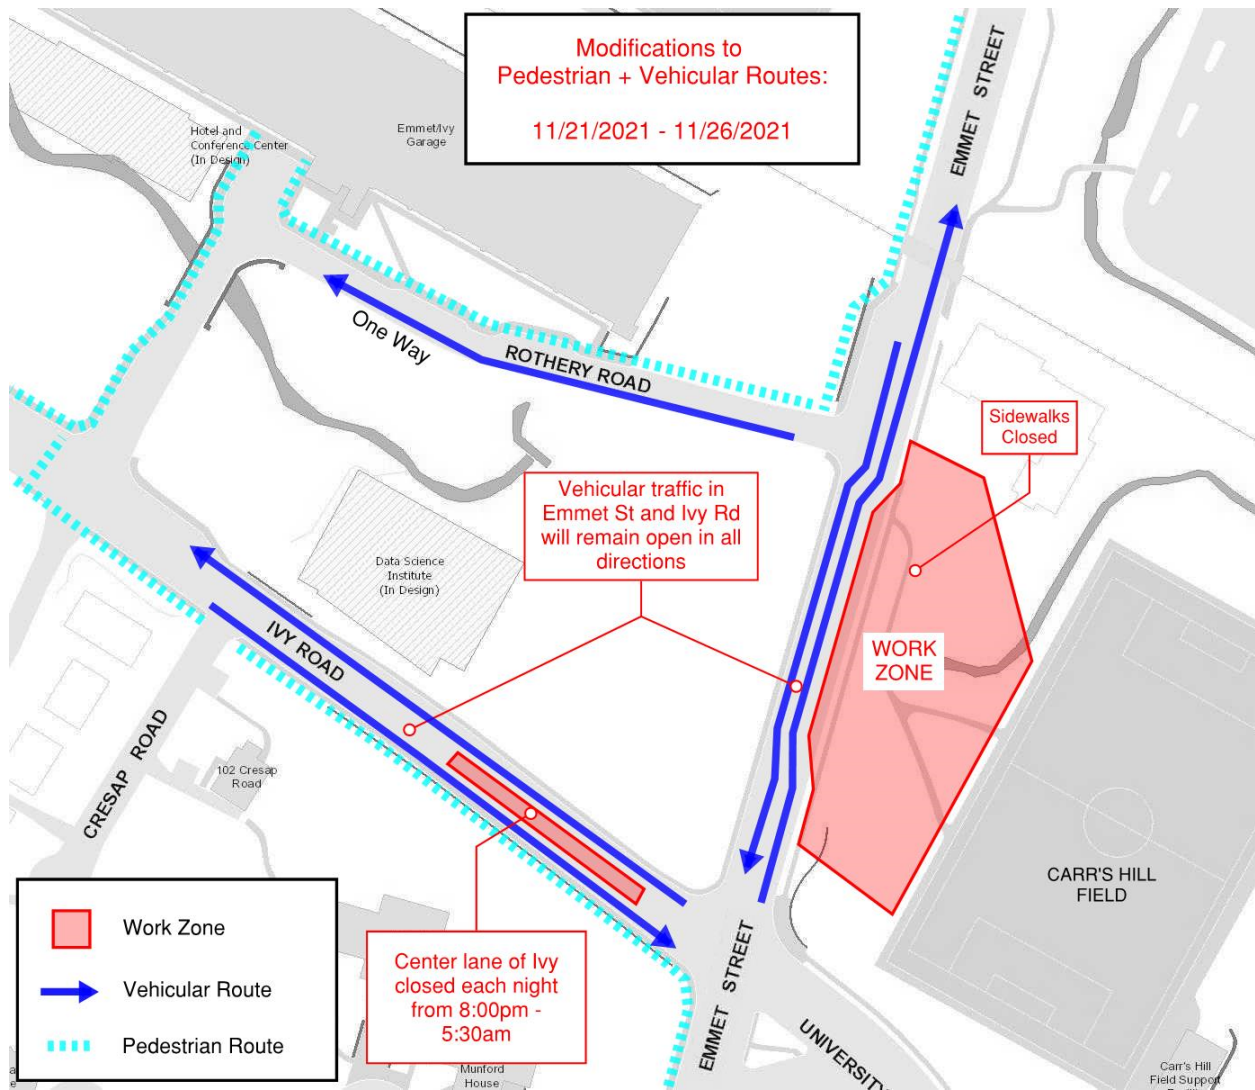 Modifications to
Pedestrian + Vehicular Routes:
11/21/2021 - 11/26/2021
EMMET STREET
Hotel and
Conference Center
(In Design)
Emmet/Ivy
Garage
One Way
ROTHERY ROAD
Sidewalks
Closed
Vehicular traffic in
Emmet St and Ivy Rd
will remain open in all
directions
Data Science
Institute
(In Design)
IVY ROAD
WORK
ZONE
CRESAP ROAD
102 Cresap
Road
CARR'S HILL
FIELD
Work Zone
Vehicular Route
Pedestrian Route
Center lane of Ivy
closed each night
from 8:00pm -
5:30am
EMMET STREET
UNIVERSITY
Munford
House
Carr's Hill
Field Support